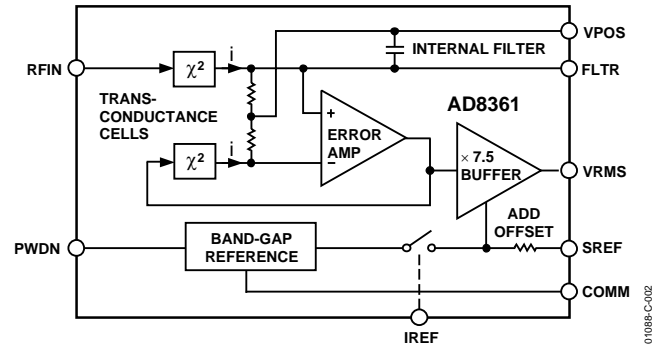 VPOS
INTERNAL FILTER
RFIN
χ²
i
FLTR
TRANS-
CONDUCTANCE
CELLS
AD8361
+
ERROR
AMP
−
× 7.5
BUFFER
χ²
i
VRMS
ADD
OFFSET
PWDN
BAND-GAP
REFERENCE
SREF
COMM
IREF
01088-C-002